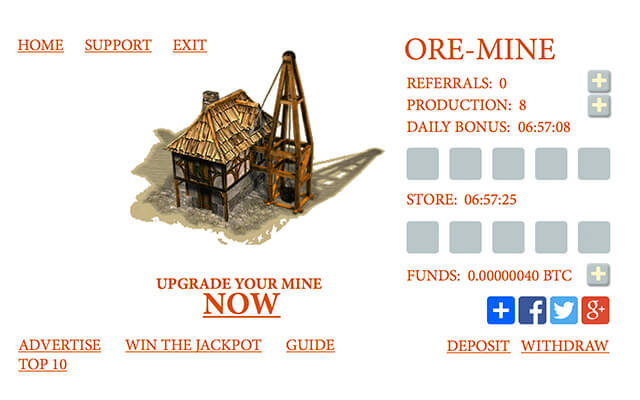 HOME SUPPORT EXIT
ORE-MINE
REFERRALS: 0
PRODUCTION: 8
DAILY BONUS: 06:57:08
STORE: 06:57:25
FUNDS: 0.00000040 BTC
UPGRADE YOUR MINE
NOW
f g+
ADVERTISE WIN THE JACKPOT GUIDE
TOP 10
DEPOSIT WITHDRAW